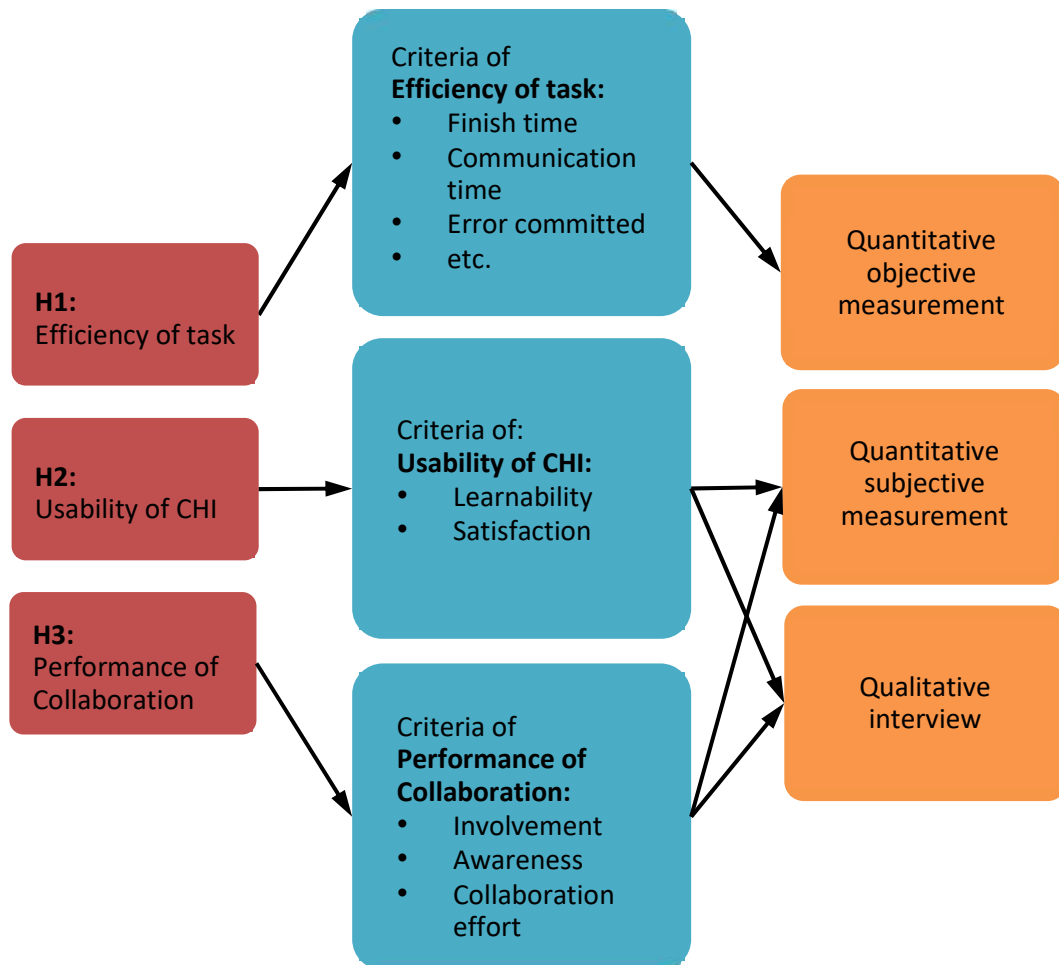 H1:
Efficiency of task
H2:
Usability of CHI
H3:
Performance of
Collaboration
Criteria of
Efficiency of task:
• Finish time
• Communication
time
• Error committed
• etc.
Criteria of:
Usability of CHI:
• Learnability
• Satisfaction
Criteria of
Performance of
Collaboration:
• Involvement
• Awareness
• Collaboration
effort
Quantitative
objective
measurement
Quantitative
subjective
measurement
Qualitative
interview